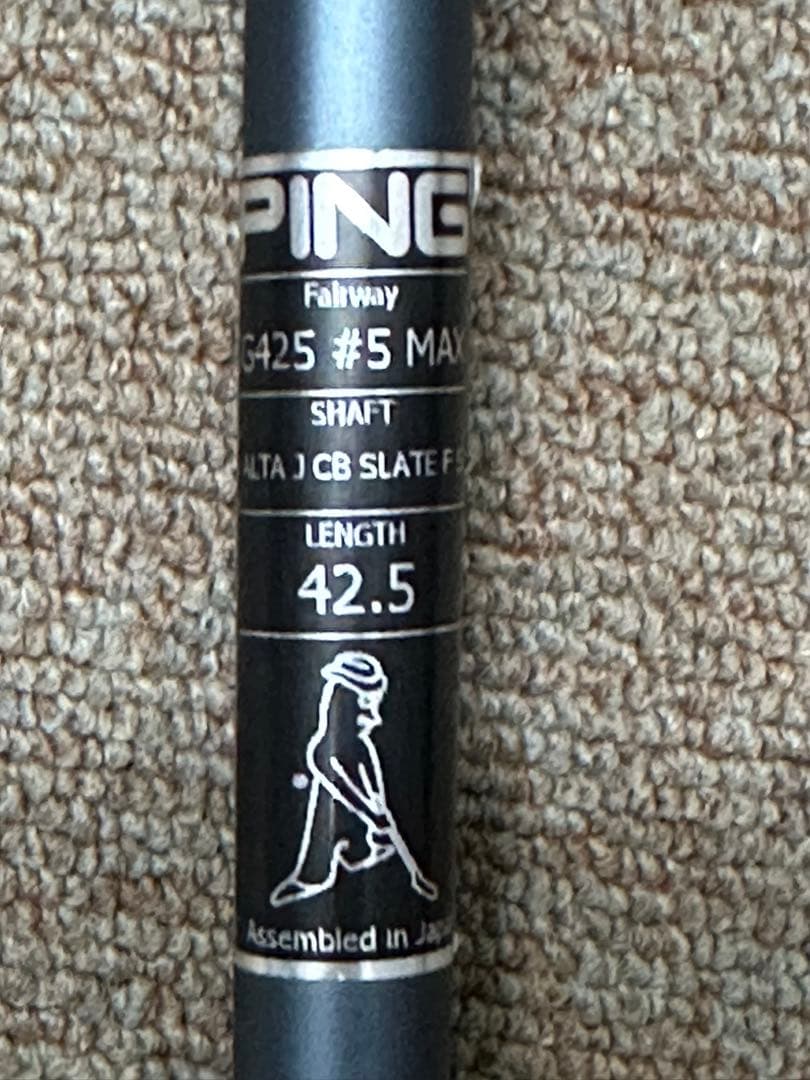 PING
Fairway
G425 #5 MAX
SHAFT
ALTA J CB SLATE F
LENGTH
42.5
Assembled in